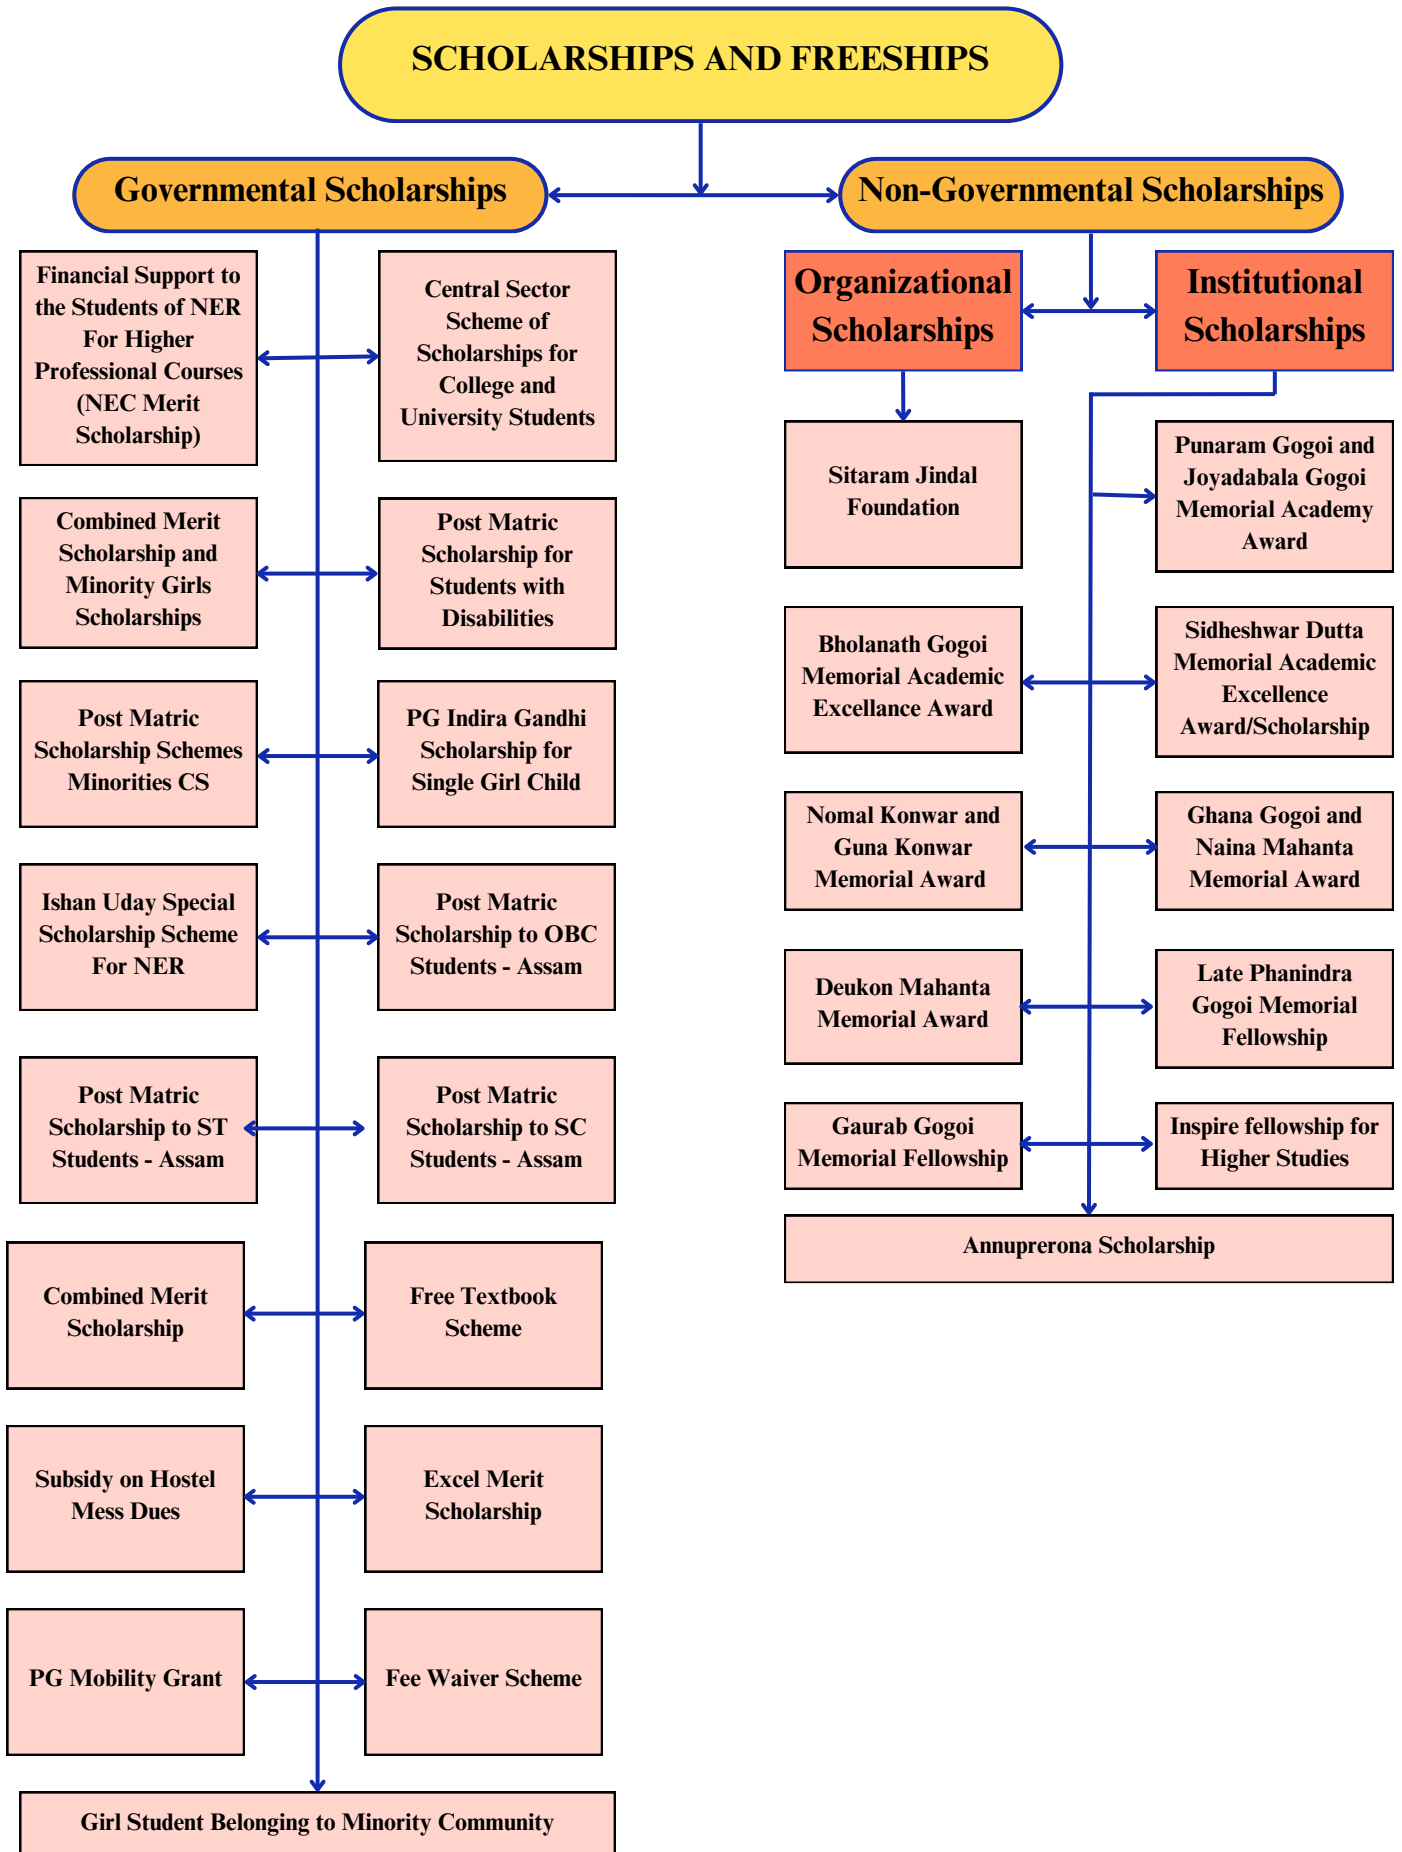 SCHOLARSHIPS AND FREESHIPS
Governmental Scholarships
Non-Governmental Scholarships
Financial Support to
the Students of NER
For Higher
Professional Courses
(NEC Merit
Scholarship)
Central Sector
Scheme of
Scholarships for
College and
University Students
Combined Merit
Scholarship and
Minority Girls
Scholarships
Post Matric
Scholarship for
Students with
Disabilities
Post Matric
Scholarship Schemes
Minorities CS
PG Indira Gandhi
Scholarship for
Single Girl Child
Ishan Uday Special
Scholarship Scheme
For NER
Post Matric
Scholarship to OBC
Students - Assam
Post Matric
Scholarship to ST
Students - Assam
Post Matric
Scholarship to SC
Students - Assam
Combined Merit
Scholarship
Free Textbook
Scheme
Subsidy on Hostel
Mess Dues
Excel Merit
Scholarship
PG Mobility Grant
Fee Waiver Scheme
Girl Student Belonging to Minority Community
Organizational
Scholarships
Institutional
Scholarships
Sitaram Jindal
Foundation
Punaram Gogoi and
Joyadabala Gogoi
Memorial Academy
Award
Bholanath Gogoi
Memorial Academic
Excellance Award
Sidheshwar Dutta
Memorial Academic
Excellence
Award/Scholarship
Nomal Konwar and
Guna Konwar
Memorial Award
Ghana Gogoi and
Naina Mahanta
Memorial Award
Deukon Mahanta
Memorial Award
Late Phanindra
Gogoi Memorial
Fellowship
Gaurab Gogoi
Memorial Fellowship
Inspire fellowship for
Higher Studies
Annuprerona Scholarship